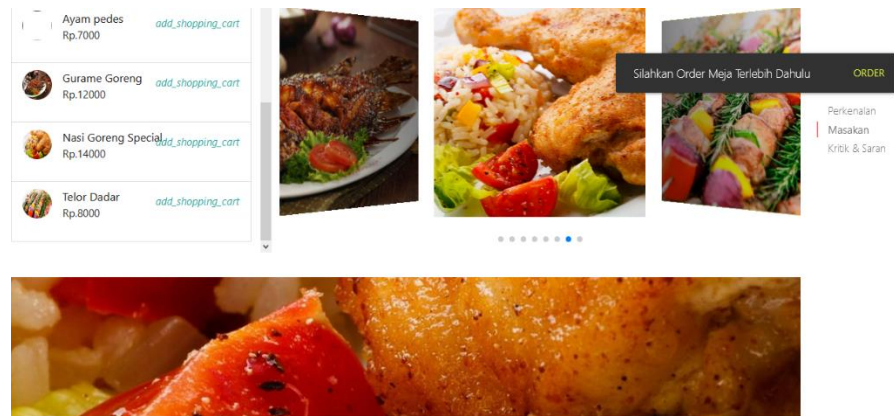 Ayam pedes
Rp.7000
add_shopping_cart
Gurame Goreng
Rp.12000
add_shopping_cart
Nasi Goreng Special
Rp.14000
add_shopping_cart
Telor Dadar
Rp.8000
add_shopping_cart
Silahkan Order Meja Terlebih Dahulu
ORDER
Perkenalan
Masakan
Kritik & Saran